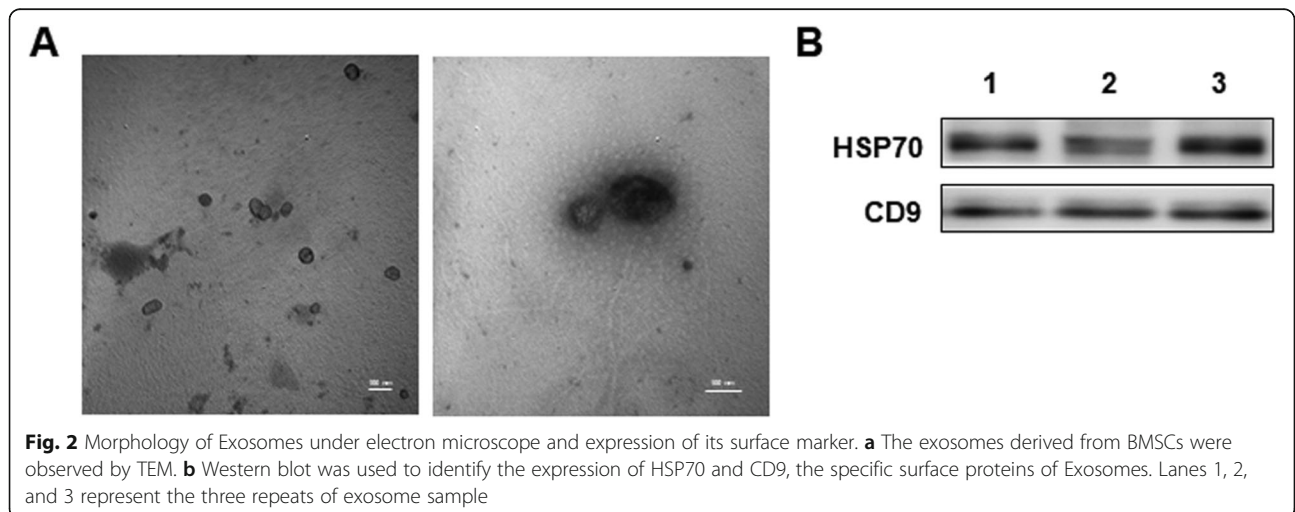 A
B
1 2 3
HSP70
CD9
Fig. 2 Morphology of Exosomes under electron microscope and expression of its surface marker. a The exosomes derived from BMSCs were
observed by TEM. b Western blot was used to identify the expression of HSP70 and CD9, the specific surface proteins of Exosomes. Lanes 1, 2,
and 3 represent the three repeats of exosome sample